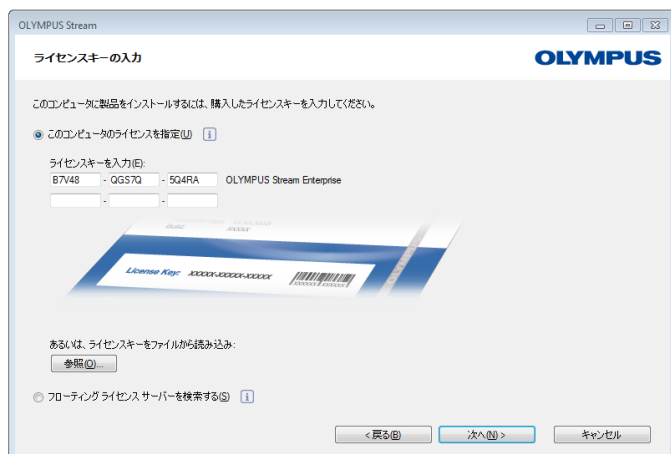 OLYMPUS Stream
ライセンスキーの入力
OLYMPUS
このコンピュータに製品をインストールするには、購入したライセンスキーを入力してください。
このコンピュータのライセンスを指定(U)
ライセンスキーを入力(E):
B7V48 - QGS7Q - 5Q4RA OLYMPUS Stream Enterprise
- -
XXXXX
License Key: XXXXX-XXXXX-XXXXX
あるいは、ライセンスキーをファイルから読み込み:
参照(O)...
フローティング ライセンス サーバーを検索する(S)
< 戻る(B) 次へ(N) > キャンセル